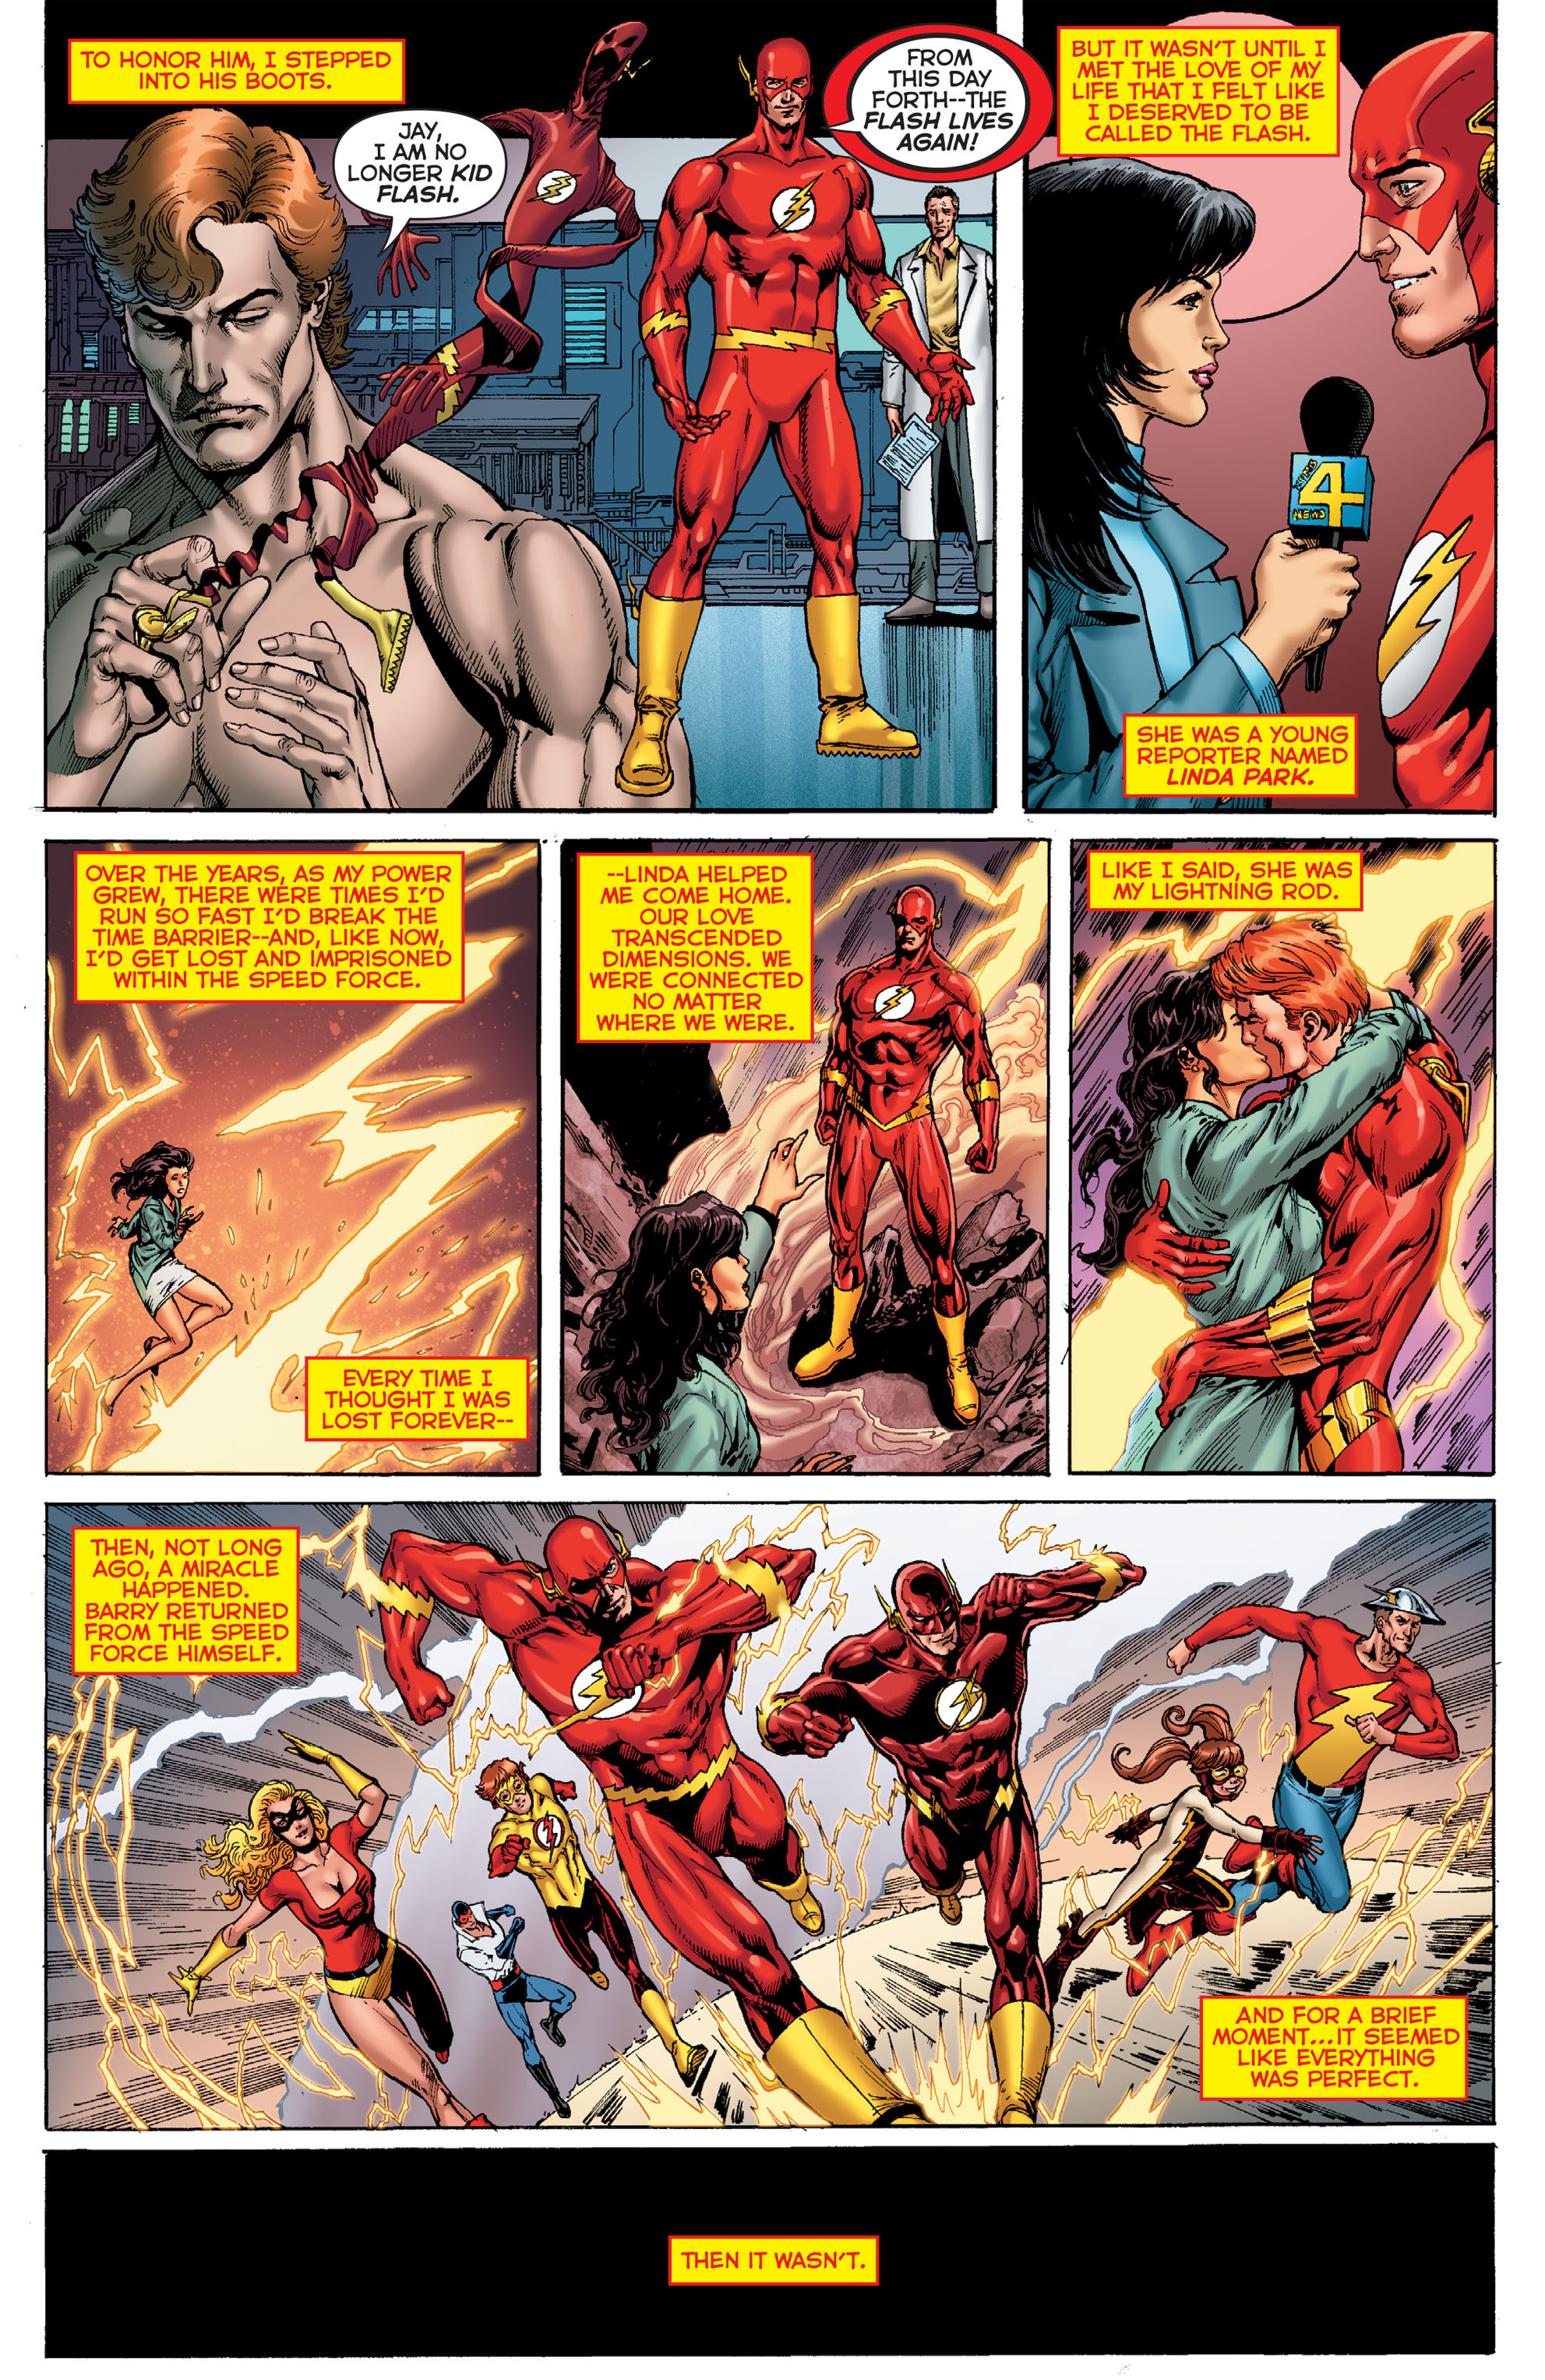 TO HONOR HIM, I STEPPED
INTO HIS BOOTS.
JAY,
I AM NO
LONGER KID
FLASH.
FROM
THIS DAY
FORTH--THE
FLASH LIVES
AGAIN!
BUT IT WASN'T UNTIL I
MET THE LOVE OF MY
LIFE THAT I FELT LIKE
I DESERVED TO BE
CALLED THE FLASH.
4
NEWS
SHE WAS A YOUNG
REPORTER NAMED
LINDA PARK.
OVER THE YEARS, AS MY POWER
GREW, THERE WERE TIMES I'D
RUN SO FAST I'D BREAK THE
TIME BARRIER--AND, LIKE NOW,
I'D GET LOST AND IMPRISONED
WITHIN THE SPEED FORCE.
EVERY TIME I
THOUGHT I WAS
LOST FOREVER--
--LINDA HELPED
ME COME HOME.
OUR LOVE
TRANSCENDED
DIMENSIONS. WE
WERE CONNECTED
NO MATTER
WHERE WE WERE.
LIKE I SAID, SHE WAS
MY LIGHTNING ROD.
THEN, NOT LONG
AGO, A MIRACLE
HAPPENED.
BARRY RETURNED
FROM THE SPEED
FORCE HIMSELF.
AND FOR A BRIEF
MOMENT...IT SEEMED
LIKE EVERYTHING
WAS PERFECT.
THEN IT WASN'T.